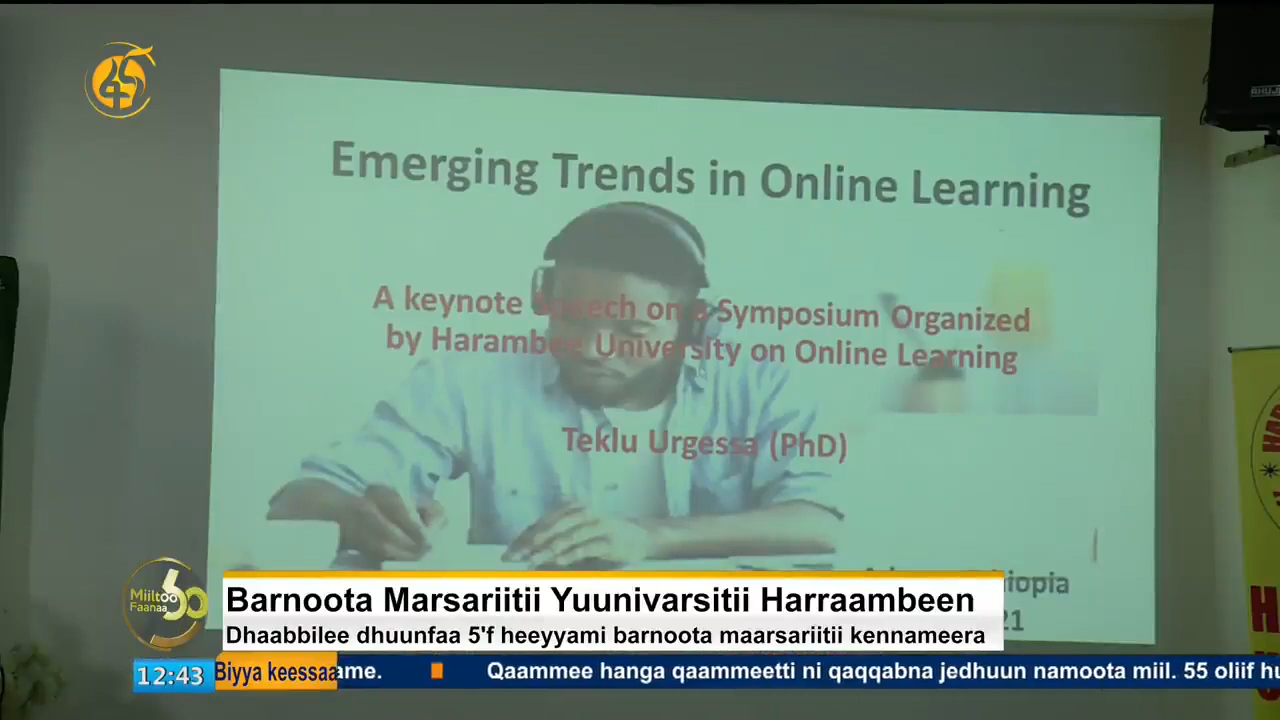 Emerging Trends in Online Learning
A keynote Speech on a Symposium Organized
by Harambee University on Online Learning
Teklu Urgessa (PhD)
21
Miiltoo
Faanaa 60
Barnoota Marsariitii Yuunivarsitii Harraambeen
Dhaabbilee dhuunfaa 5'f heeyyami barnoota maarsariitii kennameera
12:43 Biyya keessaa ame. Qaammee hanga qaammeetti ni qaqqabna jedhuun namoota miil. 55 oliif hu